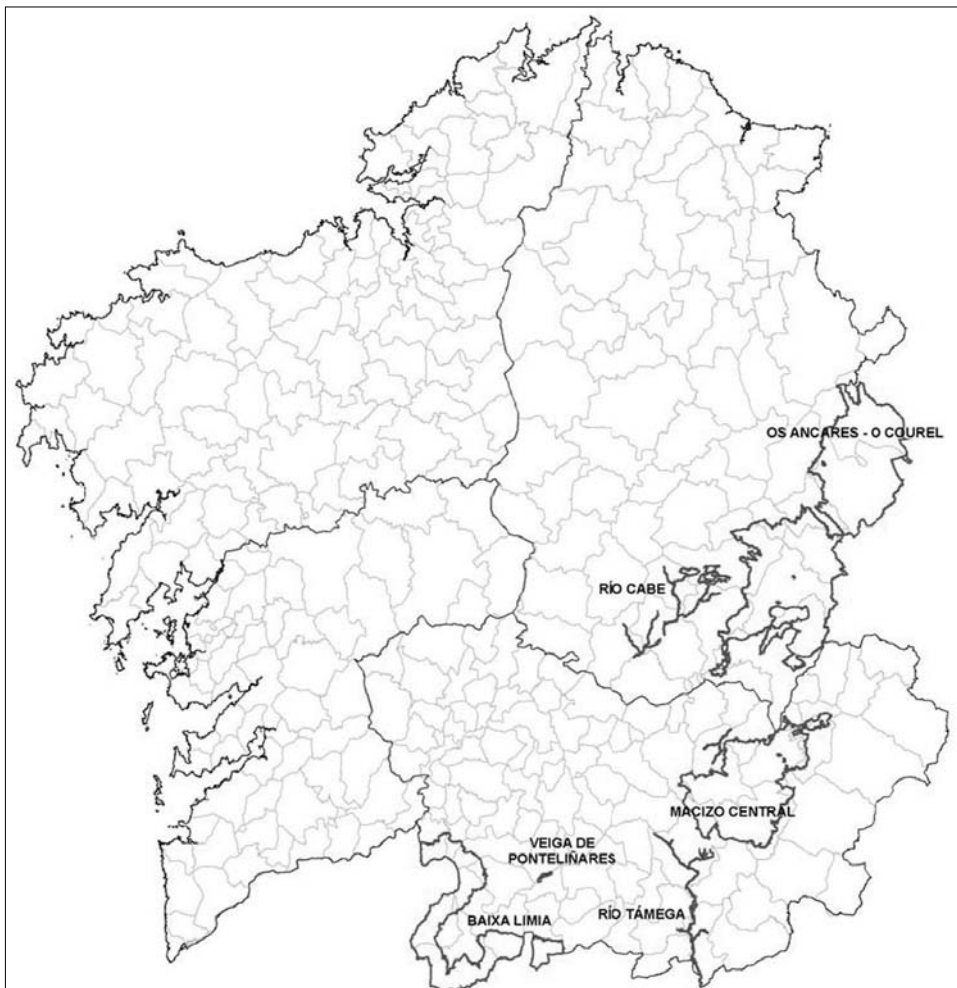 OS ANCARES - O COUREL
RÍO CABE
MACIZO CENTRAL
VEIGA DE
PONTELIÑARES
RÍO TÁMEGA
BAIXA LIMIA